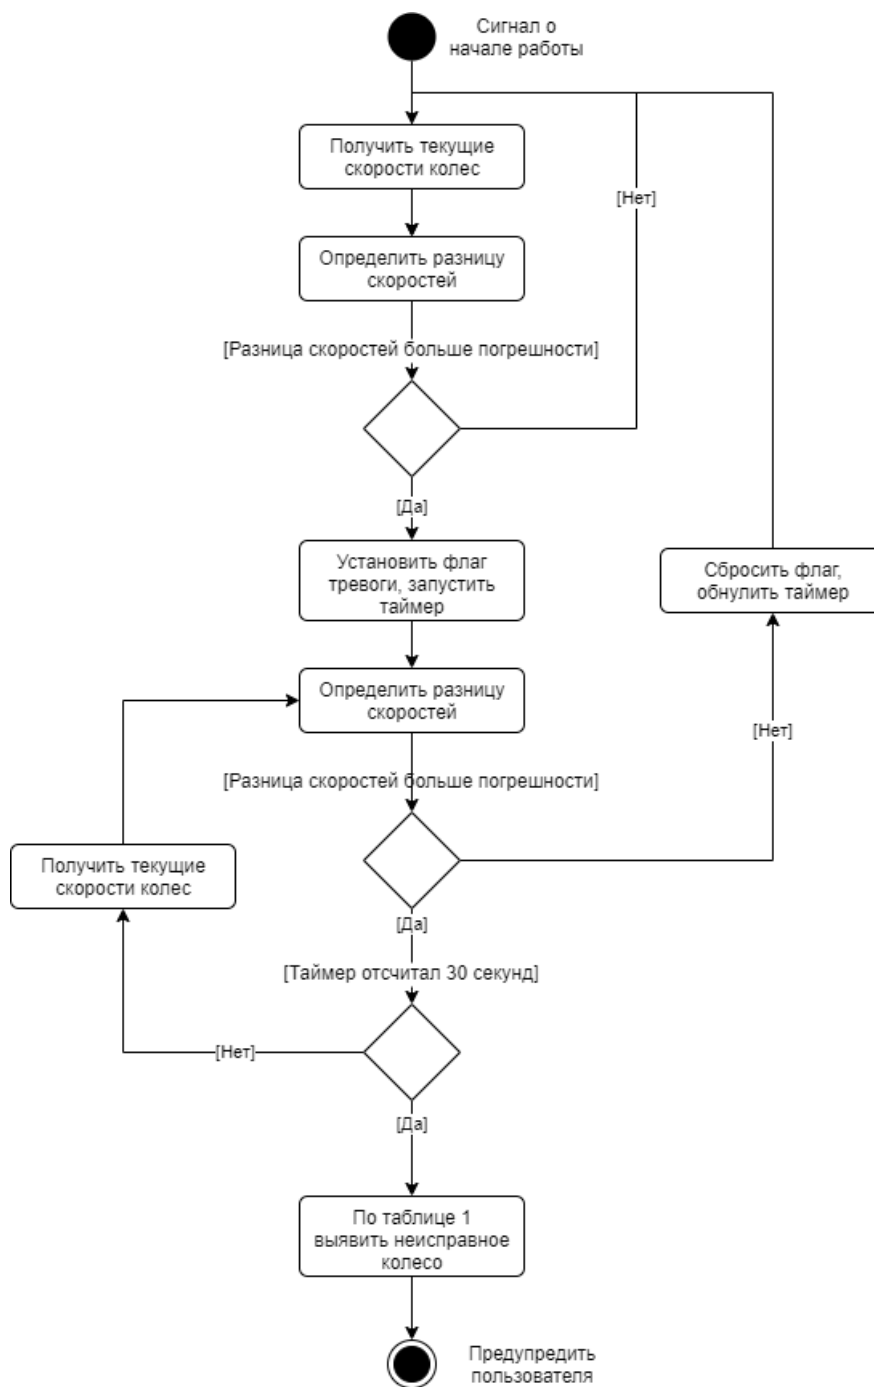 Сигнал о
начале работы
Получить текущие
скорости колес
[Нет]
Определить разницу
скоростей
[Разница скоростей больше погрешности]
[Да]
Установить флаг
тревоги, запустить
таймер
Сбросить флаг,
обнулить таймер
Определить разницу
скоростей
[Нет]
[Разница скоростей больше погрешности]
Получить текущие
скорости колес
[Да]
[Таймер отсчитал 30 секунд]
[Нет]
[Да]
По таблице 1
выявить неисправное
колесо
Предупредить
пользователя